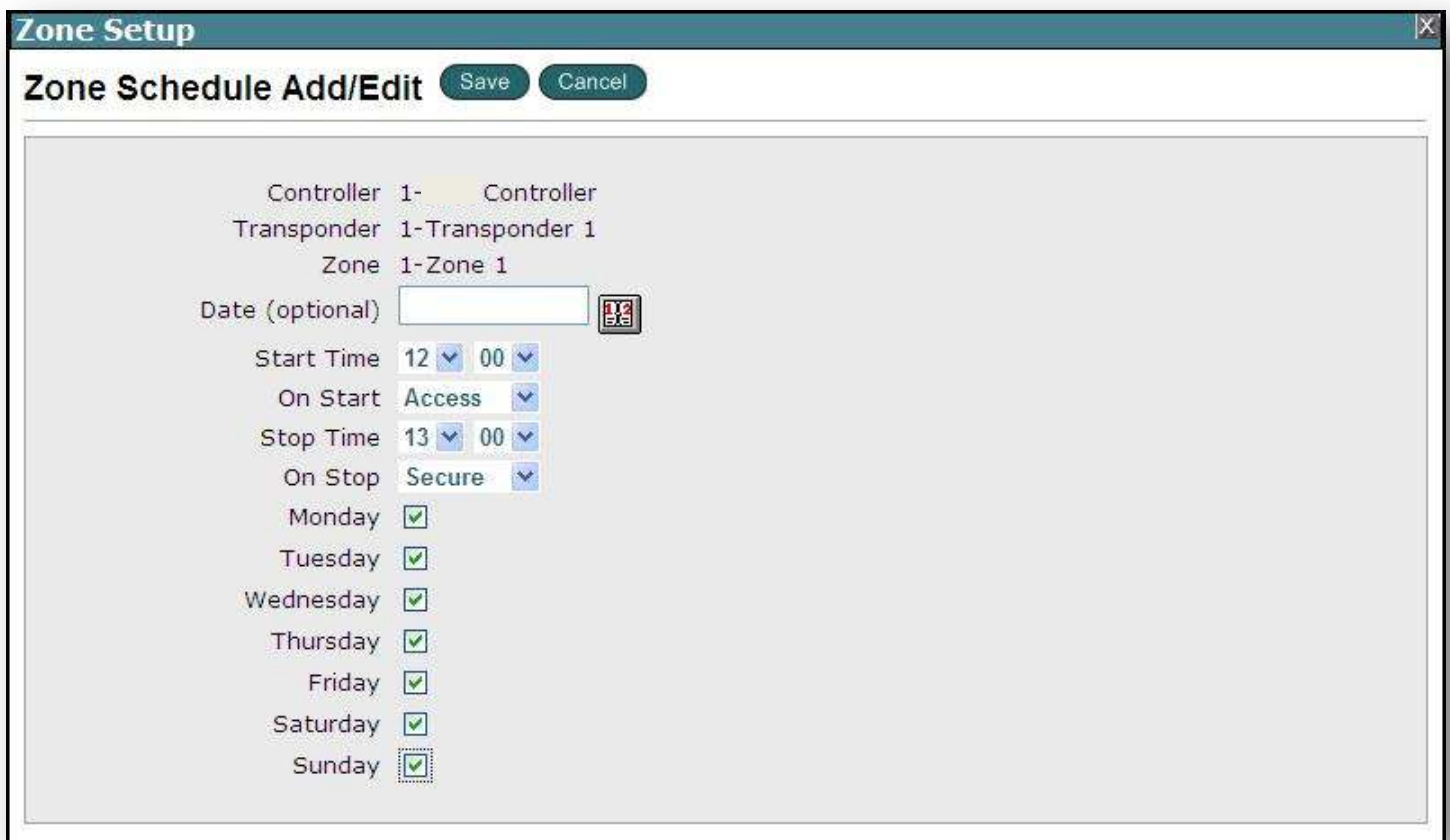 Zone Setup X
Zone Schedule Add/Edit Save Cancel
Controller 1- Controller
Transponder 1-Transponder 1
Zone 1-Zone 1
Date (optional)
Start Time 12 00
On Start Access
Stop Time 13 00
On Stop Secure
Monday
Tuesday
Wednesday
Thursday
Friday
Saturday
Sunday